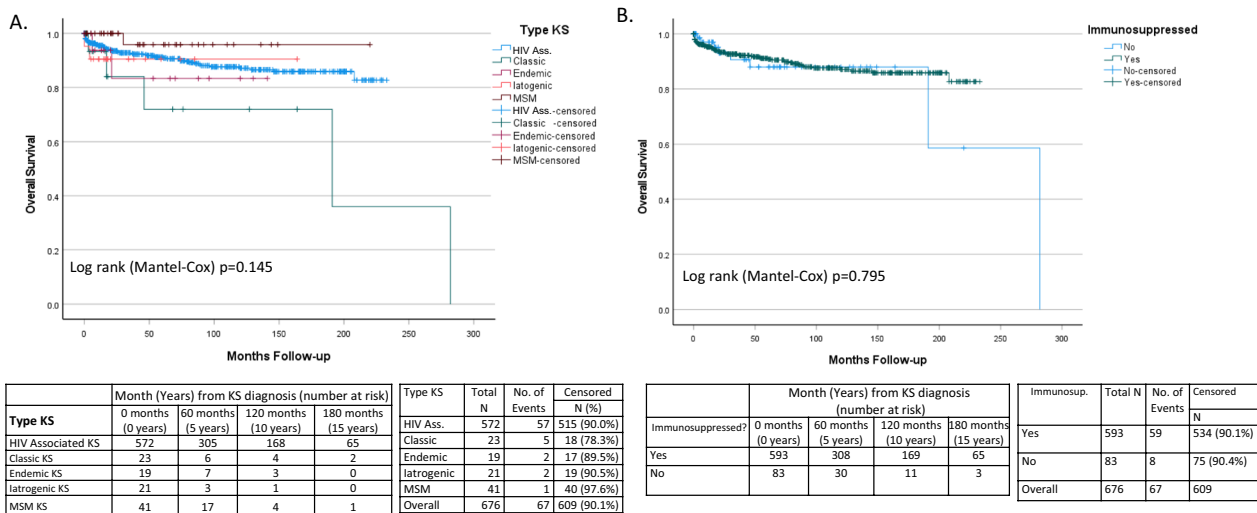 A.
Type KS
HIV Ass.
Classic
Endemic
Iatogenic
MSM
HIV Ass.-censored
Classic -censored
Endemic-censored
Iatogenic-censored
MSM-censored
Overall Survival
1.0
0.8
0.6
0.4
0.2
0.0
Log rank (Mantel-Cox) p=0.145
0 50 100 150 200 250 300
Months Follow-up
Month (Years) from KS diagnosis (number at risk)
Type KS 0 months (0 years) 60 months (5 years) 120 months (10 years) 180 months (15 years)
HIV Associated KS 572 305 168 65
Classic KS 23 6 4 2
Endemic KS 19 7 3 0
Iatrogenic KS 21 3 1 0
MSM KS 41 17 4 1
Type KS Total N No. of Events Censored N (%)
HIV Ass. 572 57 515 (90.0%)
Classic 23 5 18 (78.3%)
Endemic 19 2 17 (89.5%)
Iatrogenic 21 2 19 (90.5%)
MSM 41 1 40 (97.6%)
Overall 676 67 609 (90.1%)
B.
Immunosuppressed
No
Yes
No-censored
Yes-censored
Overall Survival
1.0
0.8
0.6
0.4
0.2
0.0
Log rank (Mantel-Cox) p=0.795
0 50 100 150 200 250 300
Months Follow-up
Month (Years) from KS diagnosis
(number at risk)
Immunosuppressed? 0 months (0 years) 60 months (5 years) 120 months (10 years) 180 months (15 years)
Yes 593 308 169 65
No 83 30 11 3
Immunosup. Total N No. of Events Censored N
Yes 593 59 534 (90.1%)
No 83 8 75 (90.4%)
Overall 676 67 609